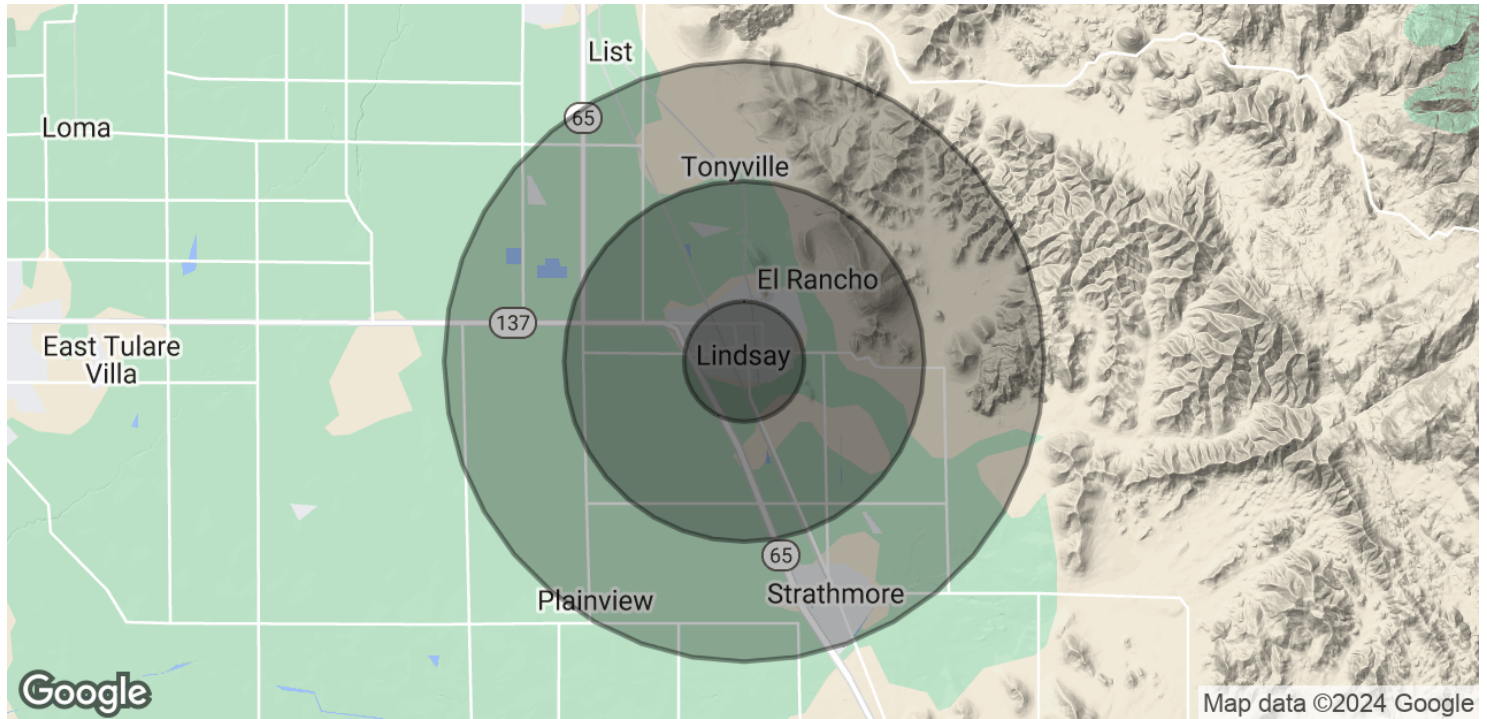 List
65
Loma
Tonyville
El Rancho
137
East Tulare
Villa
Lindsay
65
Plainview
Strathmore
Google
Map data ©2024 Google